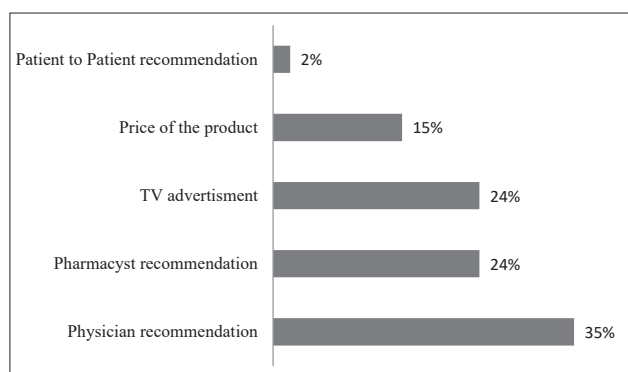 Patient to Patient recommendation 2%
Price of the product 15%
TV advertisment 24%
Pharmacyst recommendation 24%
Physician recommendation 35%